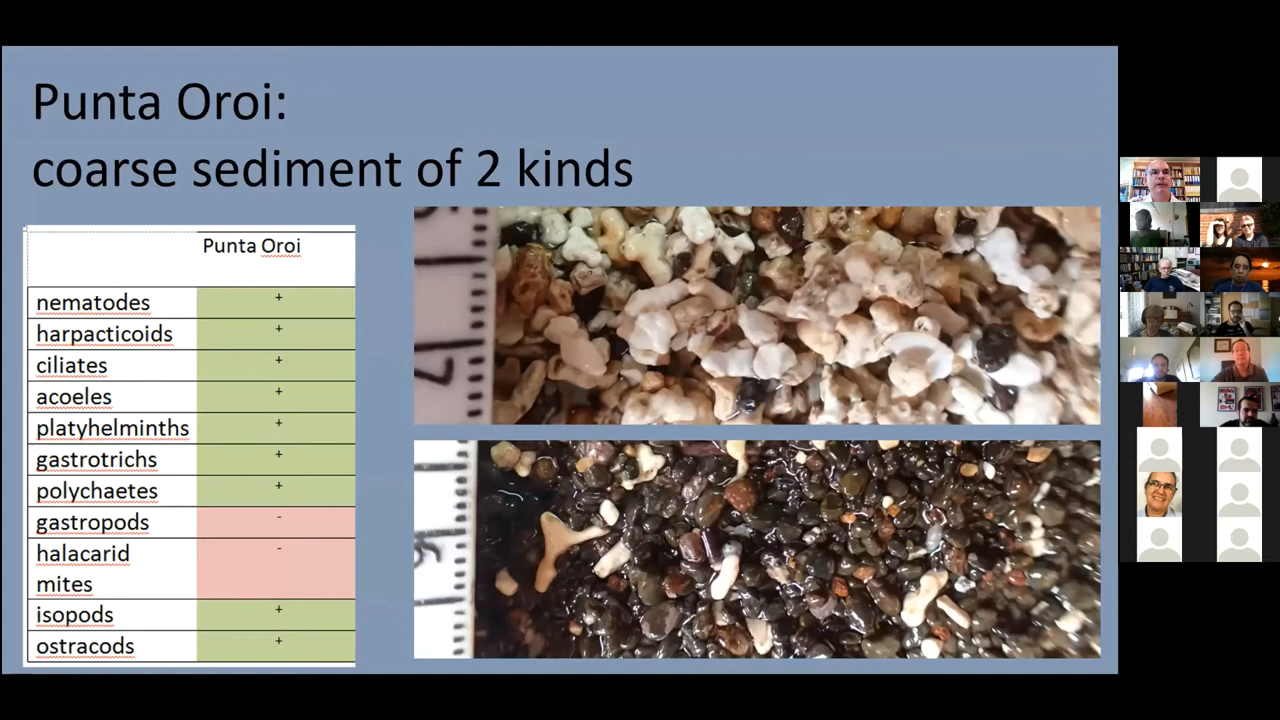 Punta Oroi:
coarse sediment of 2 kinds
Punta Oroi
nematodes +
harpacticoids +
ciliates +
acoeles +
platyhelminths +
gastrotrichs +
polychaetes +
gastropods -
halacarid -
mites
isopods +
ostracods +